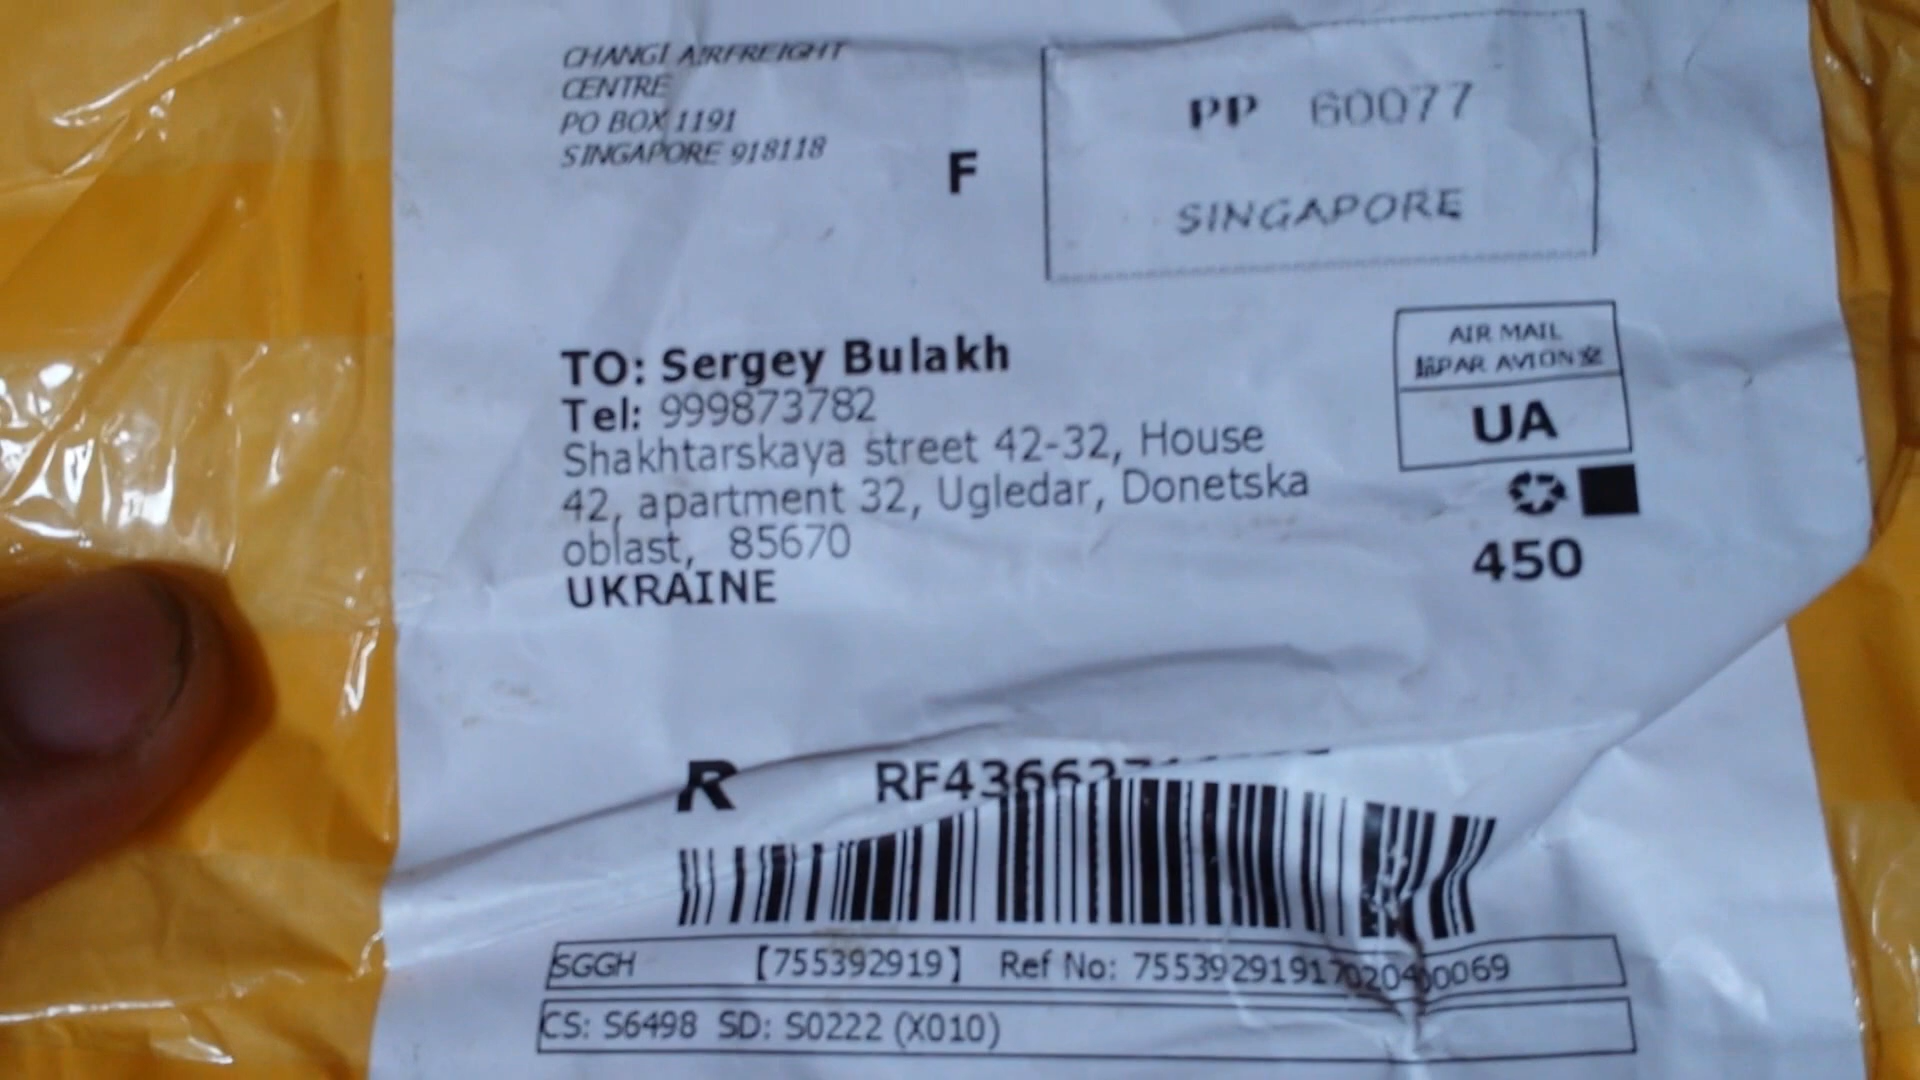 CHANGI AIRFREIGHT
CENTRE
PO BOX 1191
SINGAPORE 918118
F
PP 60077
SINGAPORE
TO: Sergey Bulakh
Tel: 999873782
Shakhtarskaya street 42-32, House
42, apartment 32, Ugledar, Donetska
oblast, 85670
UKRAINE
AIR MAIL
PAR AVION
UA
450
R
SGGH 【755392919】 Ref No: 75539291917020400069
CS: S6498 SD: S0222 (X010)